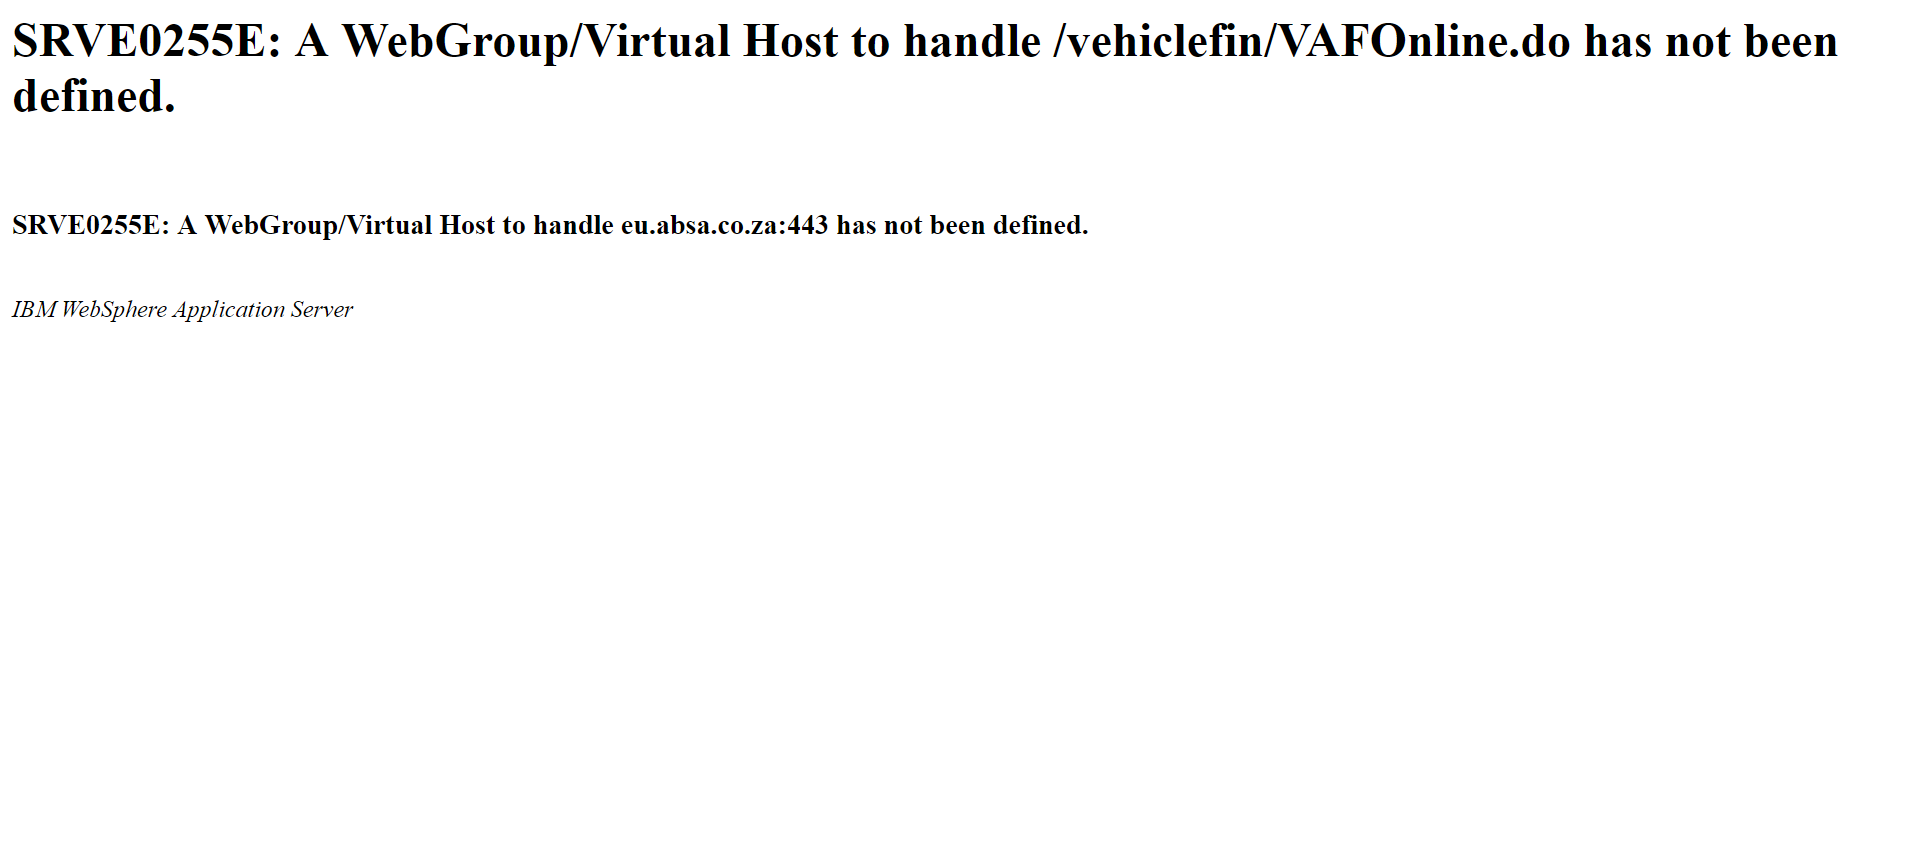 SRVE0255E: A WebGroup/Virtual Host to handle /vehiclefin/VAFOnline.do has not been
defined.
SRVE0255E: A WebGroup/Virtual Host to handle eu.absa.co.za:443 has not been defined.
IBM WebSphere Application Server